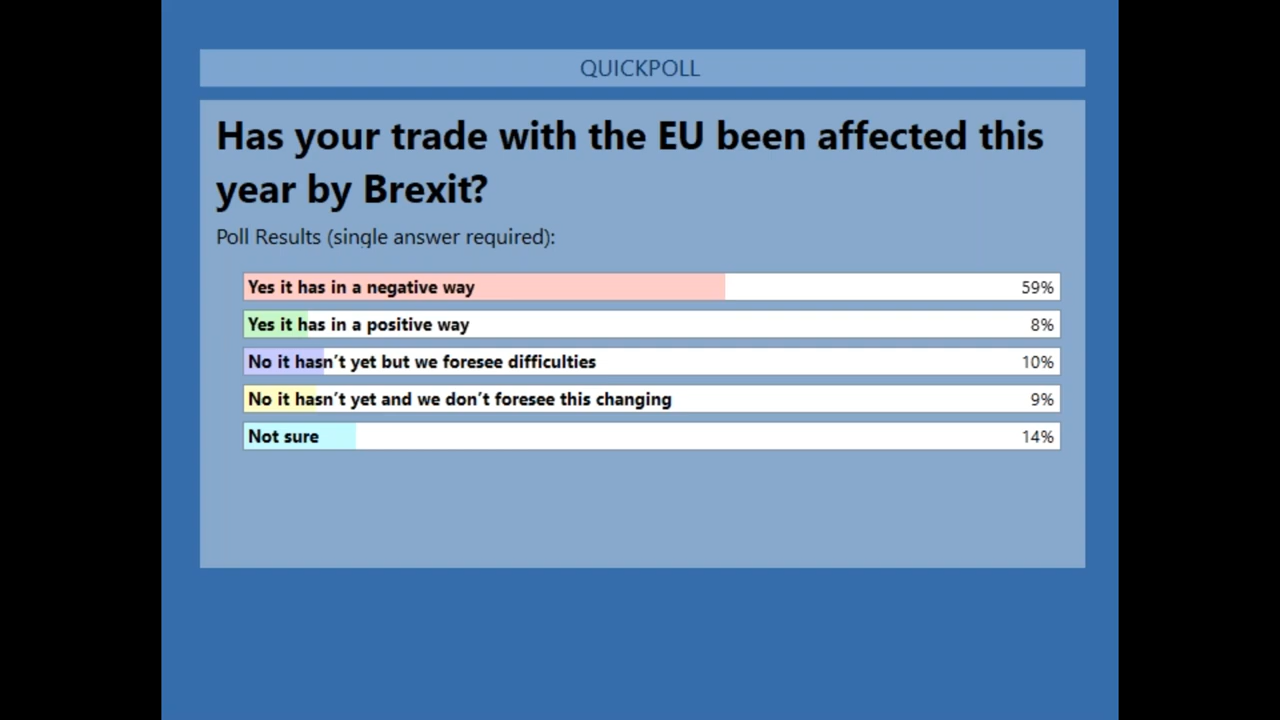 QUICKPOLL
Has your trade with the EU been affected this
year by Brexit?
Poll Results (single answer required):
Yes it has in a negative way 59%
Yes it has in a positive way 8%
No it hasn’t yet but we foresee difficulties 10%
No it hasn’t yet and we don’t foresee this changing 9%
Not sure 14%